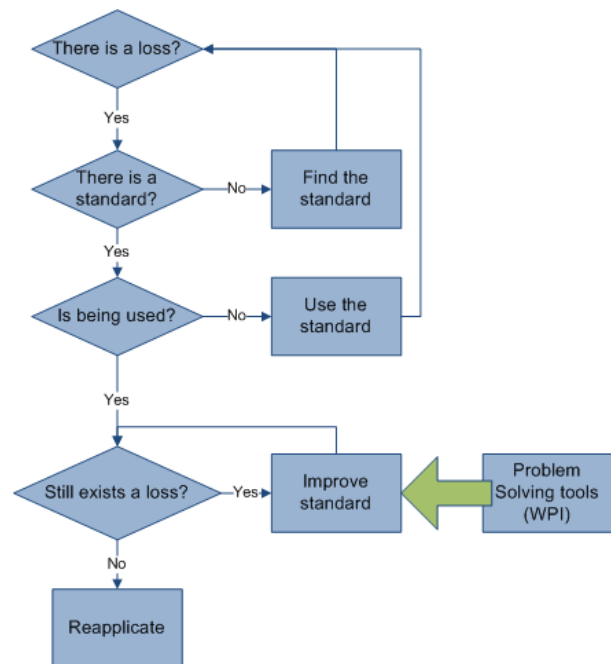 There is a loss?
Yes
There is a
standard?
No
Find the
standard
Yes
Is being used?
No
Use the
standard
Yes
Still exists a loss?
Yes
Improve
standard
Problem
Solving tools
(WPI)
No
Reapplicate